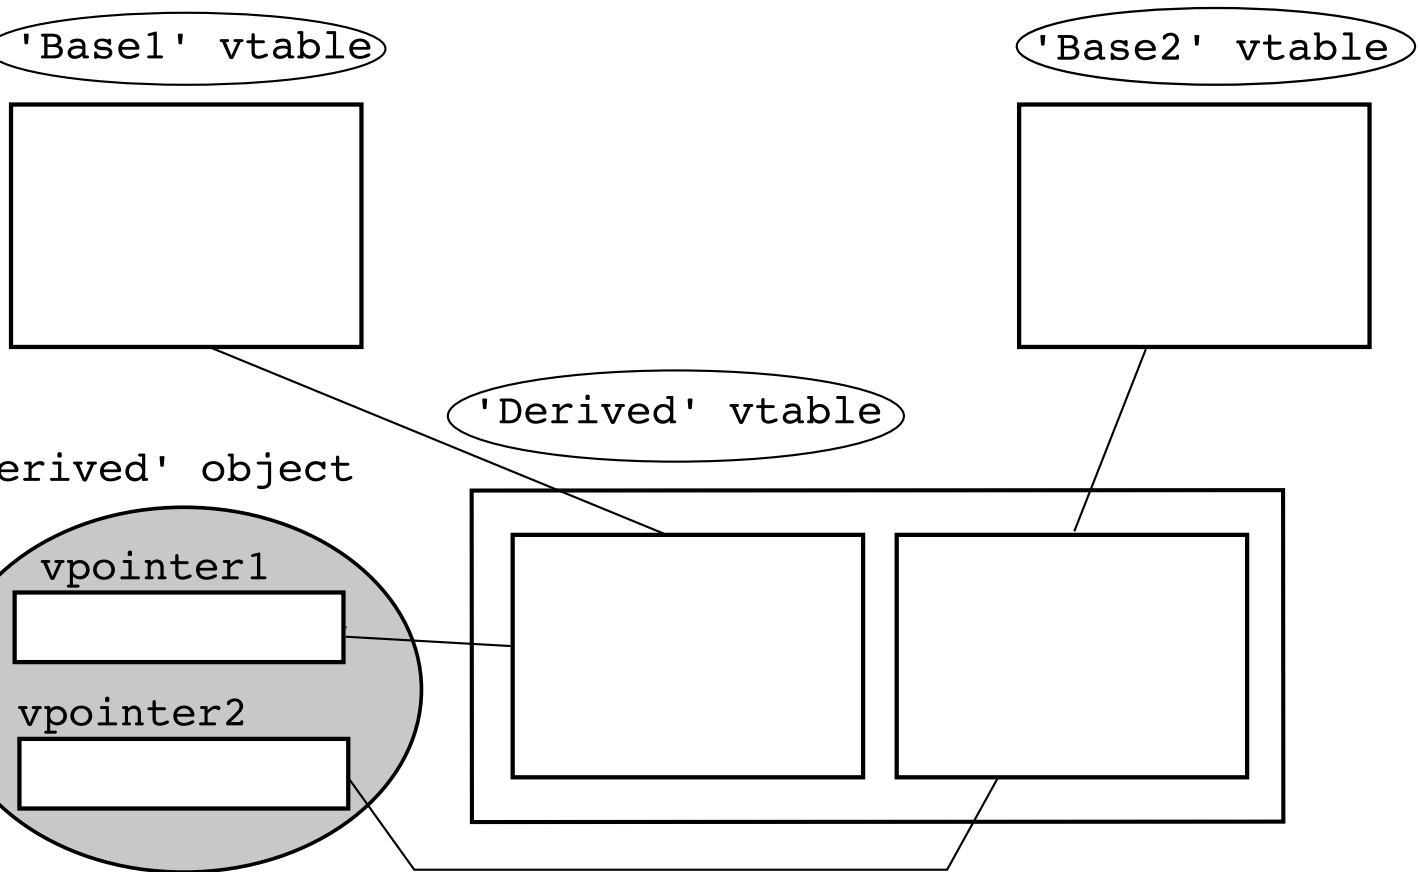 'Base1' vtable
'Base2' vtable
'Derived' vtable
erived' object
vpointer1
vpointer2